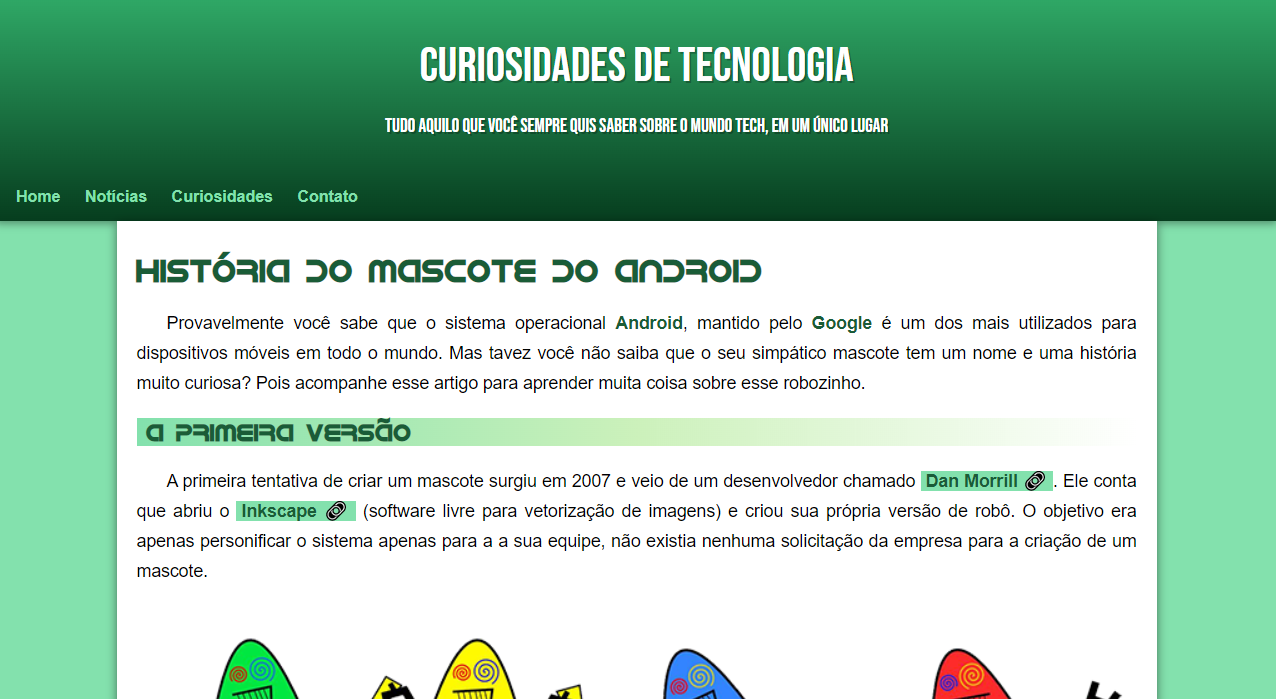 CURIOSIDADES DE TECNOLOGIA
TUDO AQUILO QUE VOCÊ SEMPRE QUIS SABER SOBRE O MUNDO TECH, EM UM ÚNICO LUGAR
Home Notícias Curiosidades Contato
HISTÓRIA DO MASCOTE DO ANDROID
Provavelmente você sabe que o sistema operacional Android, mantido pelo Google é um dos mais utilizados para
dispositivos móveis em todo o mundo. Mas tavez você não saiba que o seu simpático mascote tem um nome e uma história
muito curiosa? Pois acompanhe esse artigo para aprender muita coisa sobre esse robozinho.
A PRIMEIRA VERSÃO
A primeira tentativa de criar um mascote surgiu em 2007 e veio de um desenvolvedor chamado Dan Morrill . Ele conta
que abriu o Inkscape (software livre para vetorização de imagens) e criou sua própria versão de robô. O objetivo era
apenas personificar o sistema apenas para a a sua equipe, não existia nenhuma solicitação da empresa para a criação de um
mascote.